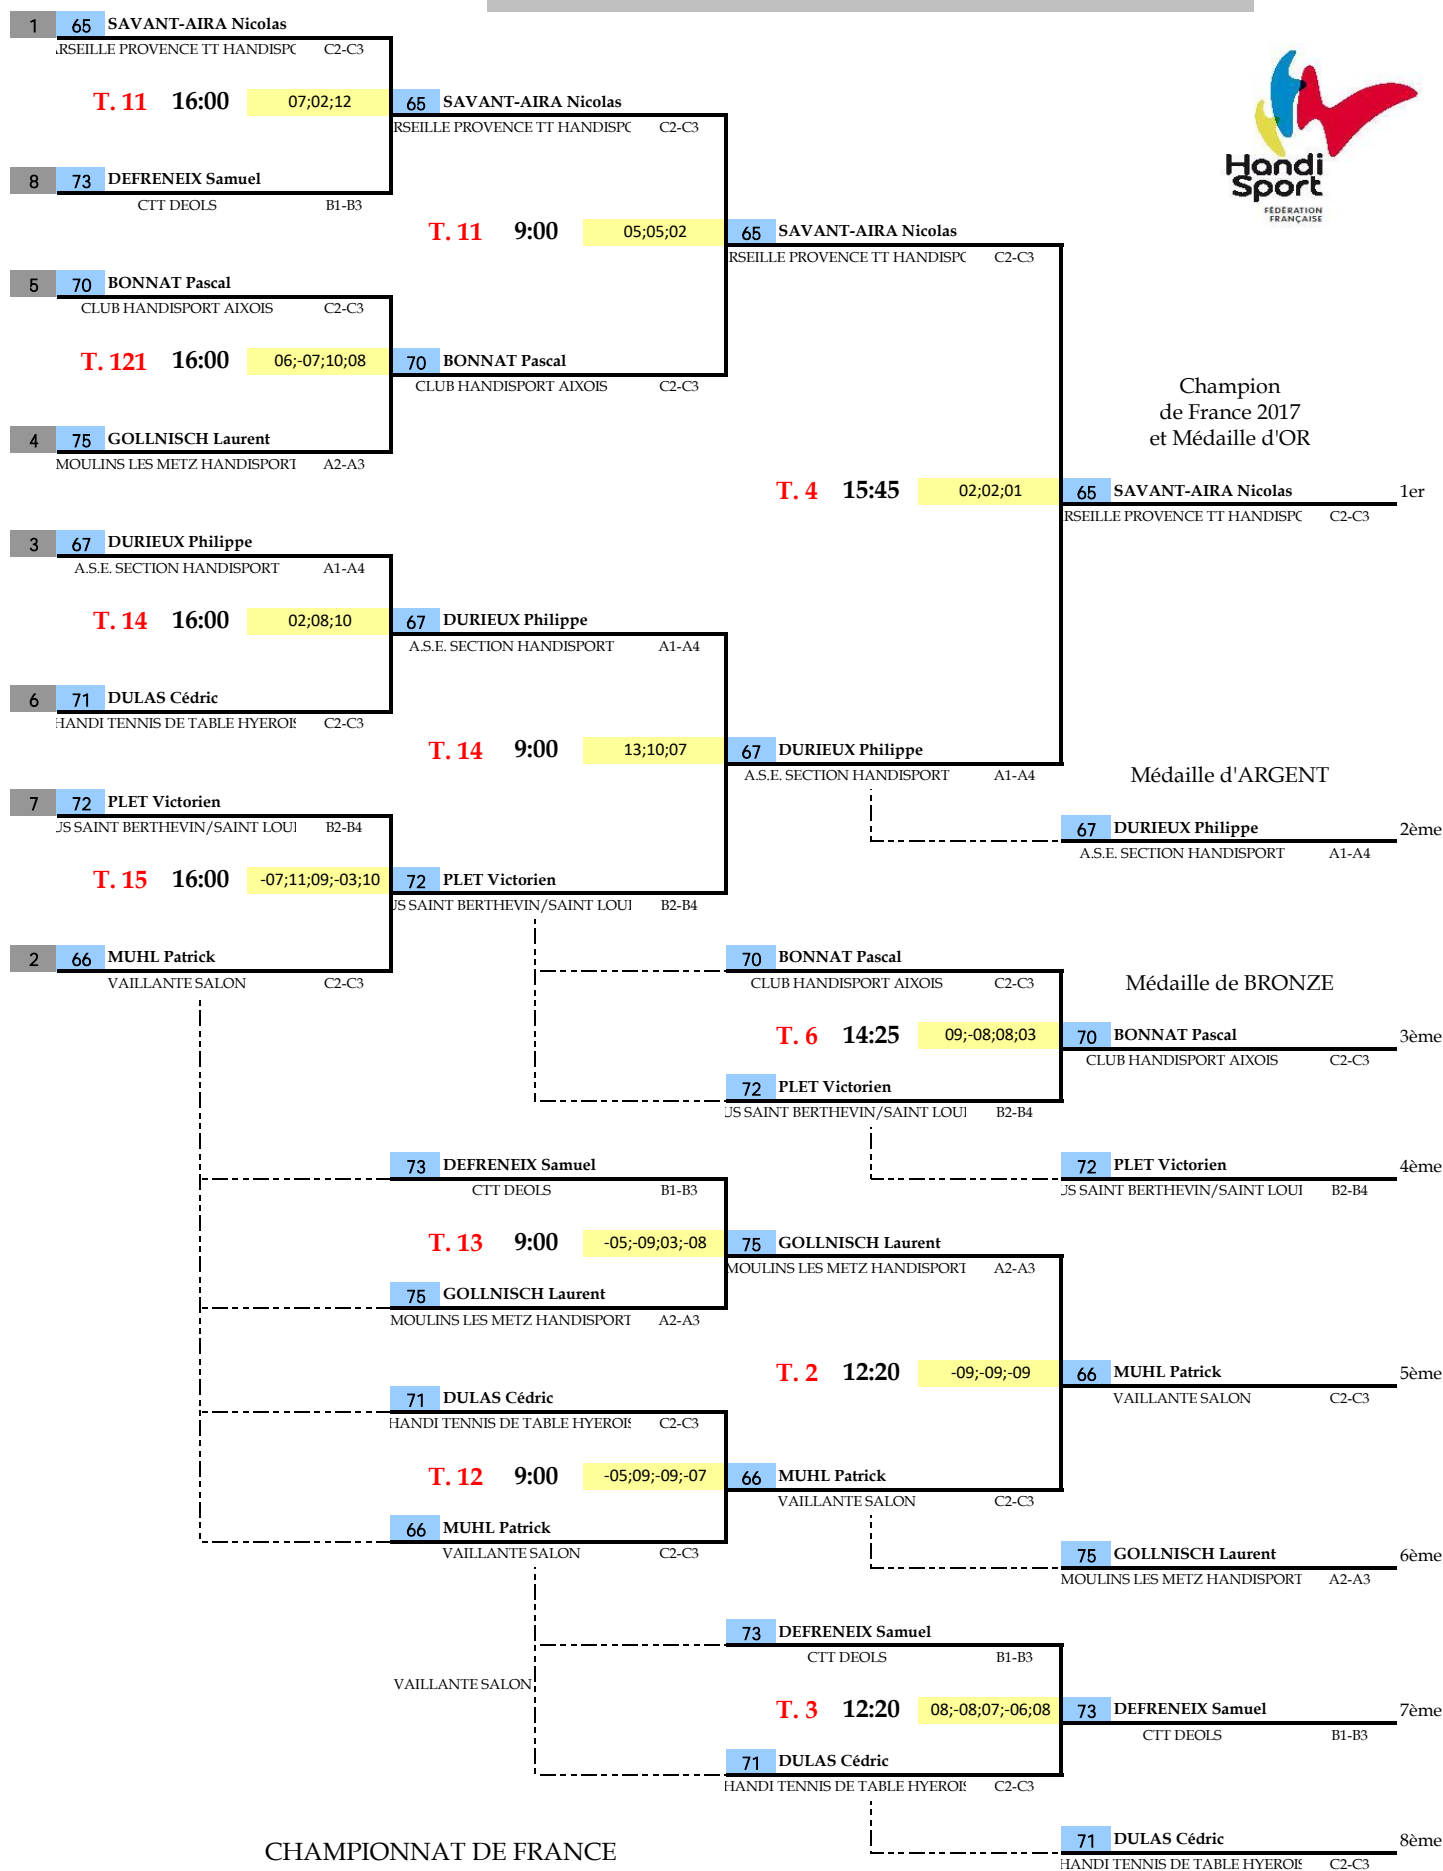 1 65 SAVANT-AIRA Nicolas
ARSEILLE PROVENCE TT HANDISPO C2-C3
T. 11 16:00 07;02;12
65 SAVANT-AIRA Nicolas
RSEILLE PROVENCE TT HANDISPO C2-C3
Handi
Sport
FÉDÉRATION
FRANÇAISE
8 73 DEFRENEIX Samuel
CTT DEOLS B1-B3
T. 11 9:00 05;05;02
65 SAVANT-AIRA Nicolas
RSEILLE PROVENCE TT HANDISPO C2-C3
5 70 BONNAT Pascal
CLUB HANDISPORT AIXOIS C2-C3
T. 121 16:00 06;-07;10;08
70 BONNAT Pascal
CLUB HANDISPORT AIXOIS C2-C3
Champion
de France 2017
et Médaille d'OR
4 75 GOLLNISCH Laurent
MOULINS LES METZ HANDISPORT A2-A3
T. 4 15:45 02;02;01
65 SAVANT-AIRA Nicolas 1er
RSEILLE PROVENCE TT HANDISPO C2-C3
3 67 DURIEUX Philippe
A.S.E. SECTION HANDISPORT A1-A4
T. 14 16:00 02;08;10
67 DURIEUX Philippe
A.S.E. SECTION HANDISPORT A1-A4
6 71 DULAS Cédric
HANDI TENNIS DE TABLE HYEROIS C2-C3
T. 14 9:00 13;10;07
67 DURIEUX Philippe
A.S.E. SECTION HANDISPORT A1-A4
Médaille d'ARGENT
7 72 PLET Victorien
US SAINT BERTHEVIN/SAINT LOUI B2-B4
67 DURIEUX Philippe 2ème
A.S.E. SECTION HANDISPORT A1-A4
T. 15 16:00 -07;11;09;-03;10
72 PLET Victorien
US SAINT BERTHEVIN/SAINT LOUI B2-B4
2 66 MUHL Patrick
VAILLANTE SALON C2-C3
70 BONNAT Pascal
CLUB HANDISPORT AIXOIS C2-C3
Médaille de BRONZE
T. 6 14:25 09;-08;08;03
70 BONNAT Pascal 3ème
CLUB HANDISPORT AIXOIS C2-C3
72 PLET Victorien
US SAINT BERTHEVIN/SAINT LOUI B2-B4
73 DEFRENEIX Samuel
CTT DEOLS B1-B3
72 PLET Victorien 4ème
US SAINT BERTHEVIN/SAINT LOUI B2-B4
T. 13 9:00 -05;-09;03;-08
75 GOLLNISCH Laurent
MOULINS LES METZ HANDISPORT A2-A3
75 GOLLNISCH Laurent
MOULINS LES METZ HANDISPORT A2-A3
T. 2 12:20 -09;-09;-09
66 MUHL Patrick 5ème
VAILLANTE SALON C2-C3
71 DULAS Cédric
HANDI TENNIS DE TABLE HYEROIS C2-C3
T. 12 9:00 -05;09;-09;-07
66 MUHL Patrick
VAILLANTE SALON C2-C3
66 MUHL Patrick
VAILLANTE SALON C2-C3
75 GOLLNISCH Laurent 6ème
MOULINS LES METZ HANDISPORT A2-A3
73 DEFRENEIX Samuel
CTT DEOLS B1-B3
VAILLANTE SALON
T. 3 12:20 08;-08;07;-06;08
73 DEFRENEIX Samuel 7ème
CTT DEOLS B1-B3
71 DULAS Cédric
HANDI TENNIS DE TABLE HYEROIS C2-C3
CHAMPIONNAT DE FRANCE
71 DULAS Cédric 8ème
HANDI TENNIS DE TABLE HYEROIS C2-C3